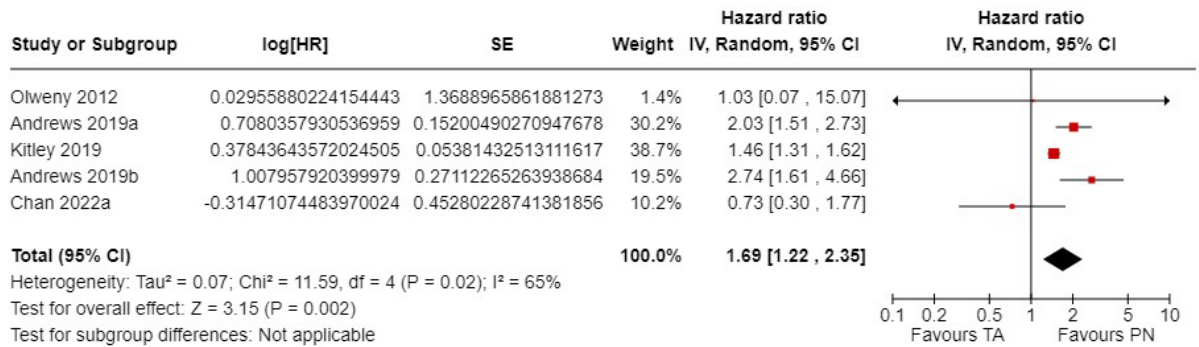 Hazard ratio Hazard ratio
Study or Subgroup log[HR] SE Weight IV, Random, 95% CI IV, Random, 95% CI
Olweny 2012 0.02955880224154443 1.3688965861881273 1.4% 1.03 [0.07 , 15.07]
Andrews 2019a 0.7080357930536959 0.15200490270947678 30.2% 2.03 [1.51 , 2.73]
Kitley 2019 0.37843643572024505 0.05381432513111617 38.7% 1.46 [1.31 , 1.62]
Andrews 2019b 1.007957920399979 0.27112265263938684 19.5% 2.74 [1.61 , 4.66]
Chan 2022a -0.31471074483970024 0.45280228741381856 10.2% 0.73 [0.30 , 1.77]
Total (95% CI) 100.0% 1.69 [1.22 , 2.35]
Heterogeneity: Tau² = 0.07; Chi² = 11.59, df = 4 (P = 0.02); I² = 65%
Test for overall effect: Z = 3.15 (P = 0.002)
Test for subgroup differences: Not applicable
0.1 0.2 0.5 1 2 5 10
Favours TA Favours PN